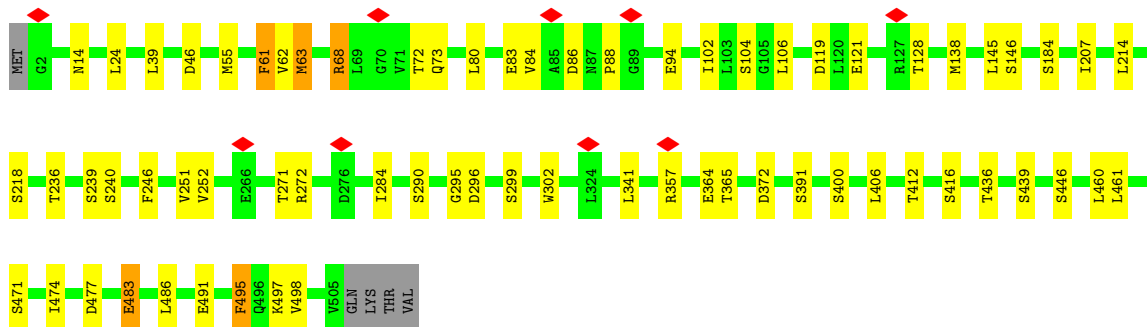 MET G2 N14 L24 L39 D46 M55 F61 V62 M63 R68 L69 G70 V71 T72 Q73 L80 E83 V84 A85 D86 N87 P88 G89 E94 I102 L103 S104 G105 L106 D119 L120 E121 R127 T128 M138 L145 S146 S184 I207 L214
S218 T236 S239 S240 F246 V251 V252 E266 T271 R272 D276 I284 S290 G295 D296 S299 W302 L324 L341 R357 E364 T365 D372 S391 S400 L406 T412 S416 T436 S439 S446 L460 L461
S471 I474 D477 E483 L486 E491 F495 Q496 K497 V498 V505 GLN LYS THR VAL